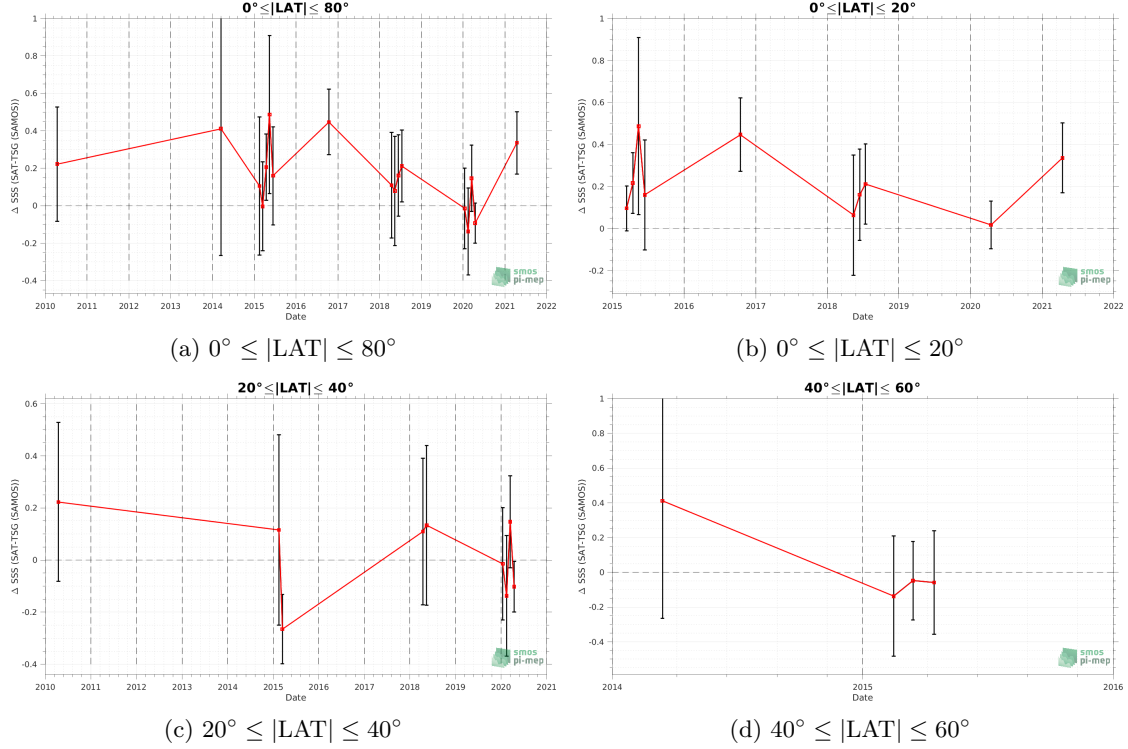 0°≤|LAT|≤ 80°
Δ SSS (SAT-TSG (SAMOS))
1
0.8
0.6
0.4
0.2
0
-0.2
-0.4
2010 2011 2012 2013 2014 2015 2016 2017 2018 2019 2020 2021 2022
Date
smos
pi-mep
(a) 0° ≤ |LAT| ≤ 80°
0°≤|LAT|≤ 20°
Δ SSS (SAT-TSG (SAMOS))
1
0.8
0.6
0.4
0.2
0
-0.2
2015 2016 2017 2018 2019 2020 2021 2022
Date
smos
pi-mep
(b) 0° ≤ |LAT| ≤ 20°
20°≤|LAT|≤ 40°
Δ SSS (SAT-TSG (SAMOS))
0.6
0.4
0.2
0
-0.2
-0.4
2010 2011 2012 2013 2014 2015 2016 2017 2018 2019 2020 2021
Date
smos
pi-mep
(c) 20° ≤ |LAT| ≤ 40°
40°≤|LAT|≤ 60°
Δ SSS (SAT-TSG (SAMOS))
1
0.8
0.6
0.4
0.2
0
-0.2
-0.4
2014 2015 2016
Date
smos
pi-mep
(d) 40° ≤ |LAT| ≤ 60°